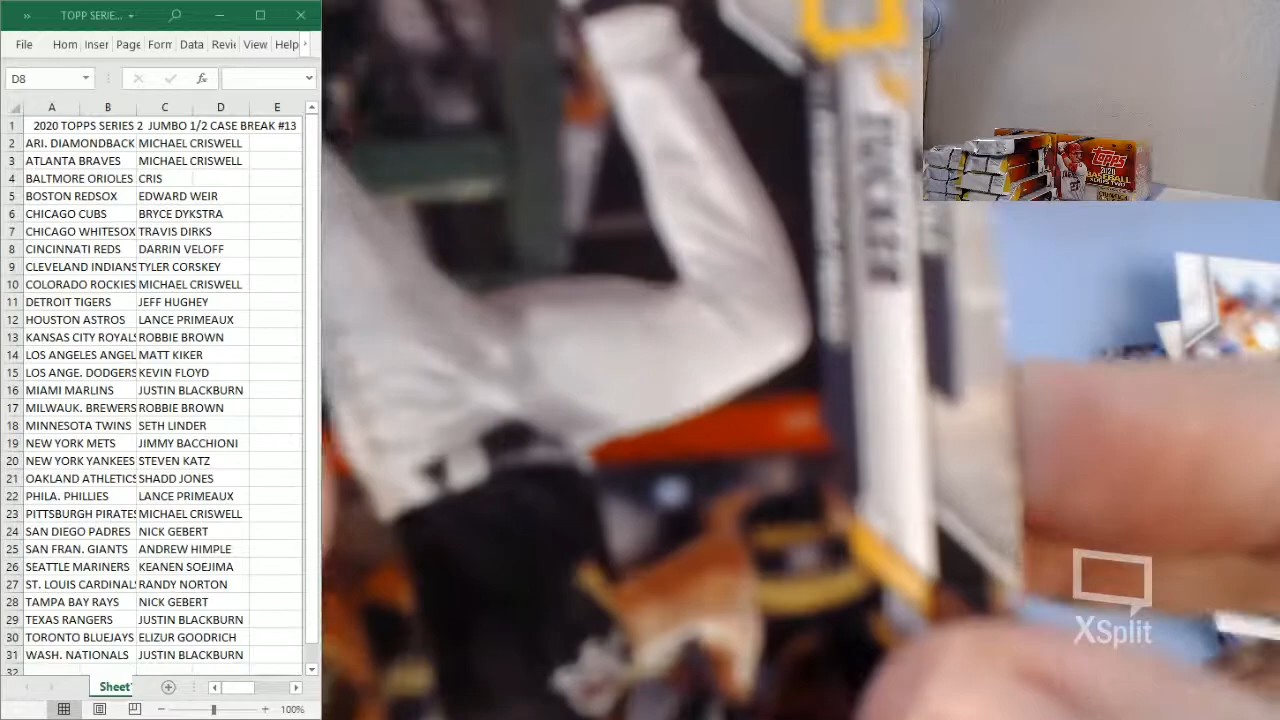 TOPP SERIE...
File Hom Inser Page Form Data Revie View Help
D8
fx
A B C D E
1 2020 TOPPS SERIES 2 JUMBO 1/2 CASE BREAK #13
2 ARI. DIAMONDBACK MICHAEL CRISWELL
3 ATLANTA BRAVES MICHAEL CRISWELL
4 BALTMORE ORIOLES CRIS
5 BOSTON REDSOX EDWARD WEIR
6 CHICAGO CUBS BRYCE DYKSTRA
7 CHICAGO WHITESOX TRAVIS DIRKS
8 CINCINNATI REDS DARRIN VELOFF
9 CLEVELAND INDIANS TYLER CORSKEY
10 COLORADO ROCKIES MICHAEL CRISWELL
11 DETROIT TIGERS JEFF HUGHEY
12 HOUSTON ASTROS LANCE PRIMEAUX
13 KANSAS CITY ROYALS ROBBIE BROWN
14 LOS ANGELES ANGEL MATT KIKER
15 LOS ANGE. DODGERS KEVIN FLOYD
16 MIAMI MARLINS JUSTIN BLACKBURN
17 MILWAUK. BREWERS ROBBIE BROWN
18 MINNESOTA TWINS SETH LINDER
19 NEW YORK METS JIMMY BACCHIONI
20 NEW YORK YANKEES STEVEN KATZ
21 OAKLAND ATHLETICS SHADD JONES
22 PHILA. PHILLIES LANCE PRIMEAUX
23 PITTSBURGH PIRATES MICHAEL CRISWELL
24 SAN DIEGO PADRES NICK GEBERT
25 SAN FRAN. GIANTS ANDREW HIMPLE
26 SEATTLE MARINERS KEANEN SOEJIMA
27 ST. LOUIS CARDINALS RANDY NORTON
28 TAMPA BAY RAYS NICK GEBERT
29 TEXAS RANGERS JUSTIN BLACKBURN
30 TORONTO BLUEJAYS ELIZUR GOODRICH
31 WASH. NATIONALS JUSTIN BLACKBURN
32
Sheet1
100%
TUCKER
Topps
2020
BASEBALL
SERIES TWO
XSplit